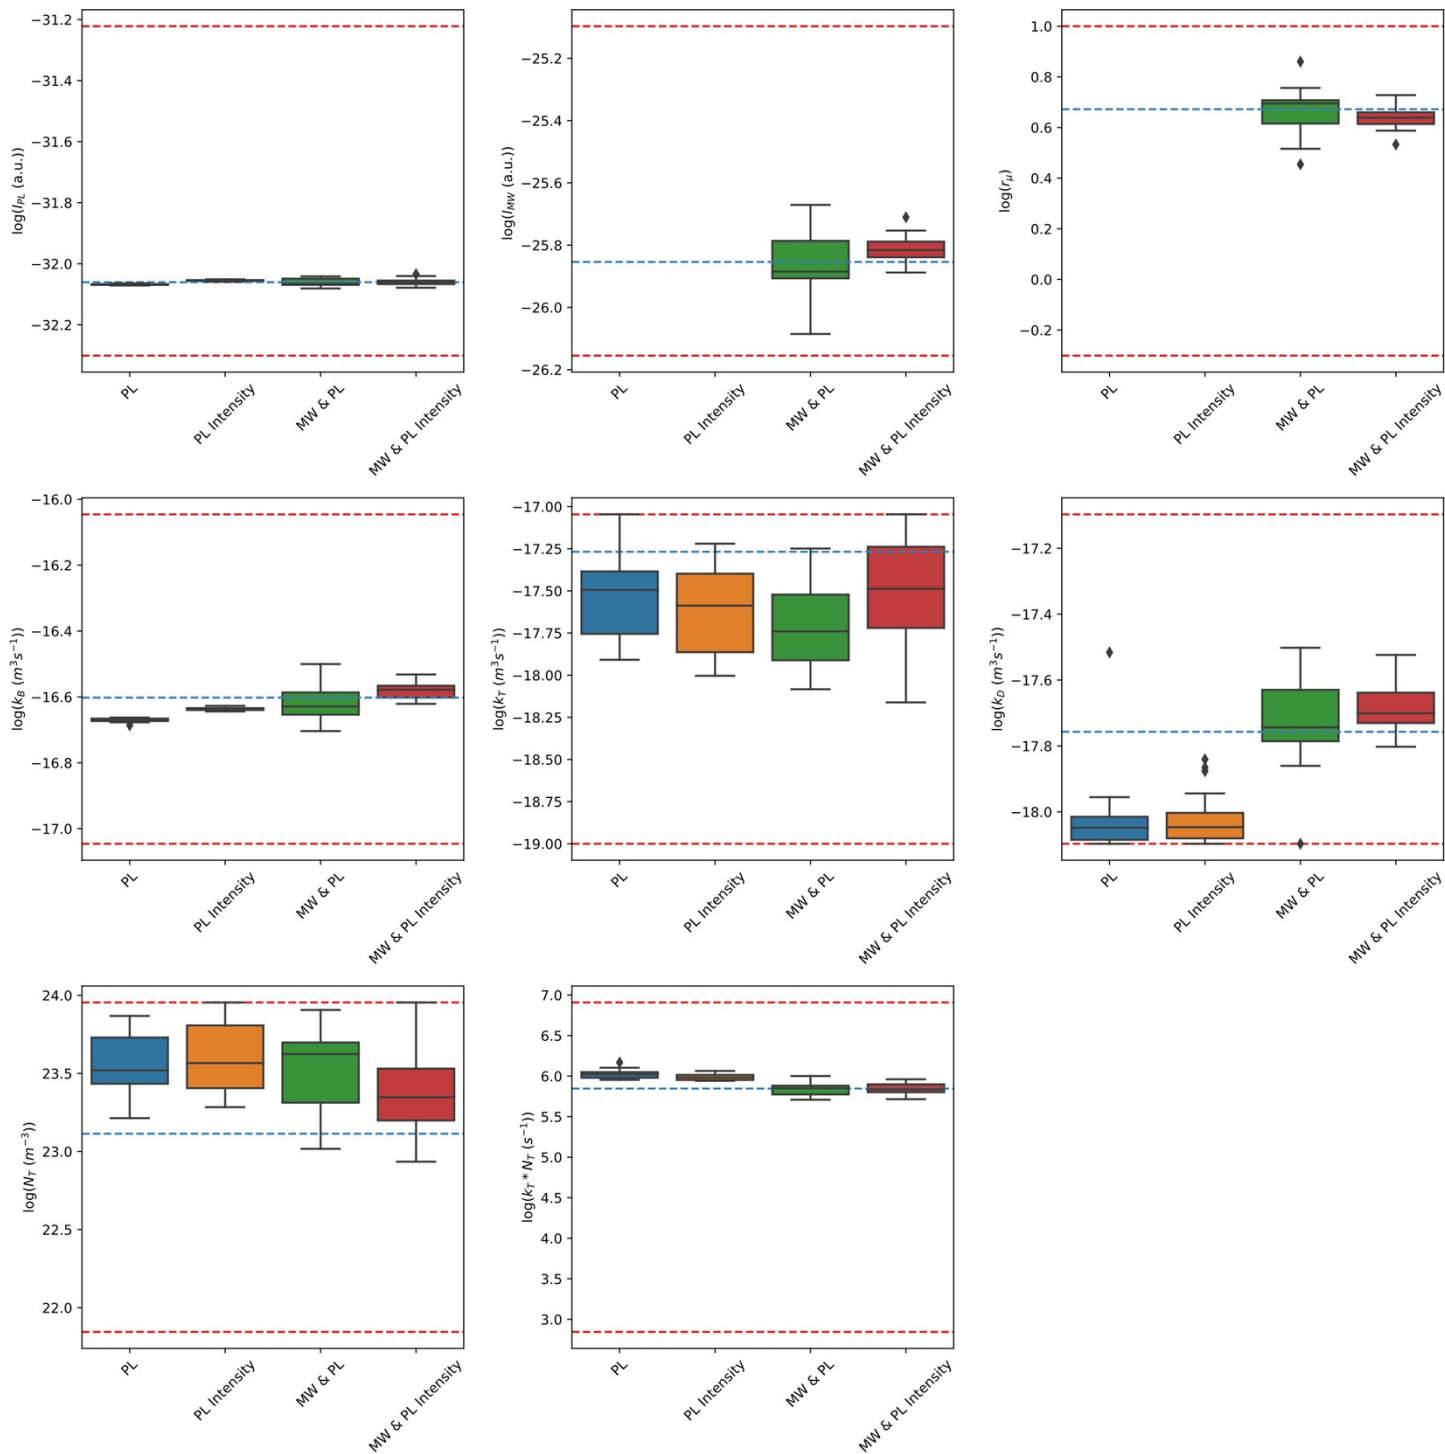 log(I_PL (a.u.))
−31.2
−31.4
−31.6
−31.8
−32.0
−32.2
PL
PL Intensity
MW & PL
MW & PL Intensity
log(I_MW (a.u.))
−25.2
−25.4
−25.6
−25.8
−26.0
−26.2
PL
PL Intensity
MW & PL
MW & PL Intensity
log(r_μ)
1.0
0.8
0.6
0.4
0.2
0.0
−0.2
PL
PL Intensity
MW & PL
MW & PL Intensity
log(k_B (m³s⁻¹))
−16.0
−16.2
−16.4
−16.6
−16.8
−17.0
PL
PL Intensity
MW & PL
MW & PL Intensity
log(k_T (m³s⁻¹))
−17.00
−17.25
−17.50
−17.75
−18.00
−18.25
−18.50
−18.75
−19.00
PL
PL Intensity
MW & PL
MW & PL Intensity
log(k_D (m³s⁻¹))
−17.2
−17.4
−17.6
−17.8
−18.0
PL
PL Intensity
MW & PL
MW & PL Intensity
log(N_T (m⁻³))
24.0
23.5
23.0
22.5
22.0
PL
PL Intensity
MW & PL
MW & PL Intensity
log(k_T * N_T (s⁻¹))
7.0
6.5
6.0
5.5
5.0
4.5
4.0
3.5
3.0
PL
PL Intensity
MW & PL
MW & PL Intensity